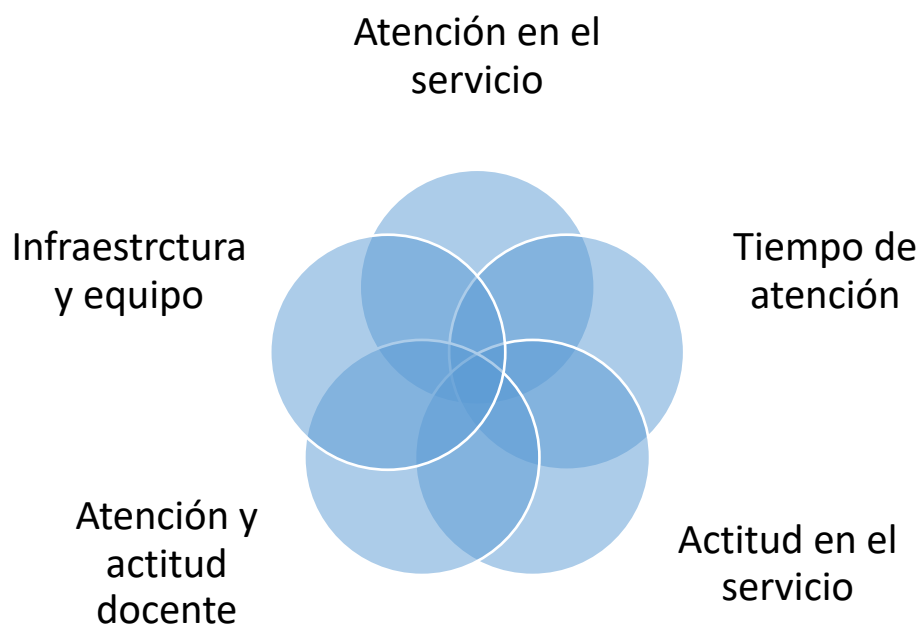 Atención en el
servicio
Infraestrctura
y equipo
Tiempo de
atención
Atención y
actitud
docente
Actitud en el
servicio